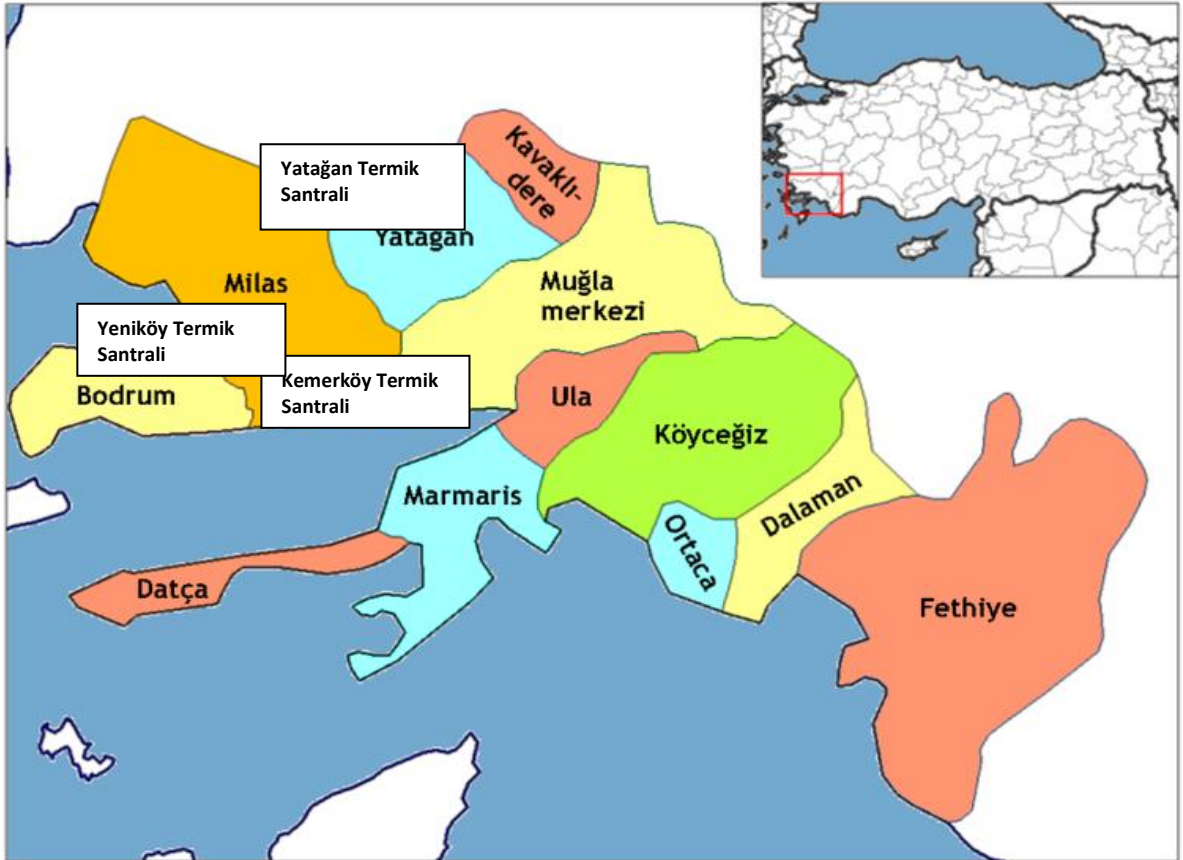 Yatağan Termik
Santrali
Kavaklı-
dere
Yatağan
Milas
Muğla
merkezi
Yeniköy Termik
Santrali
Kemerköy Termik
Santrali
Bodrum
Ula
Köyceğiz
Marmaris
Dalaman
Ortaca
Datça
Fethiye